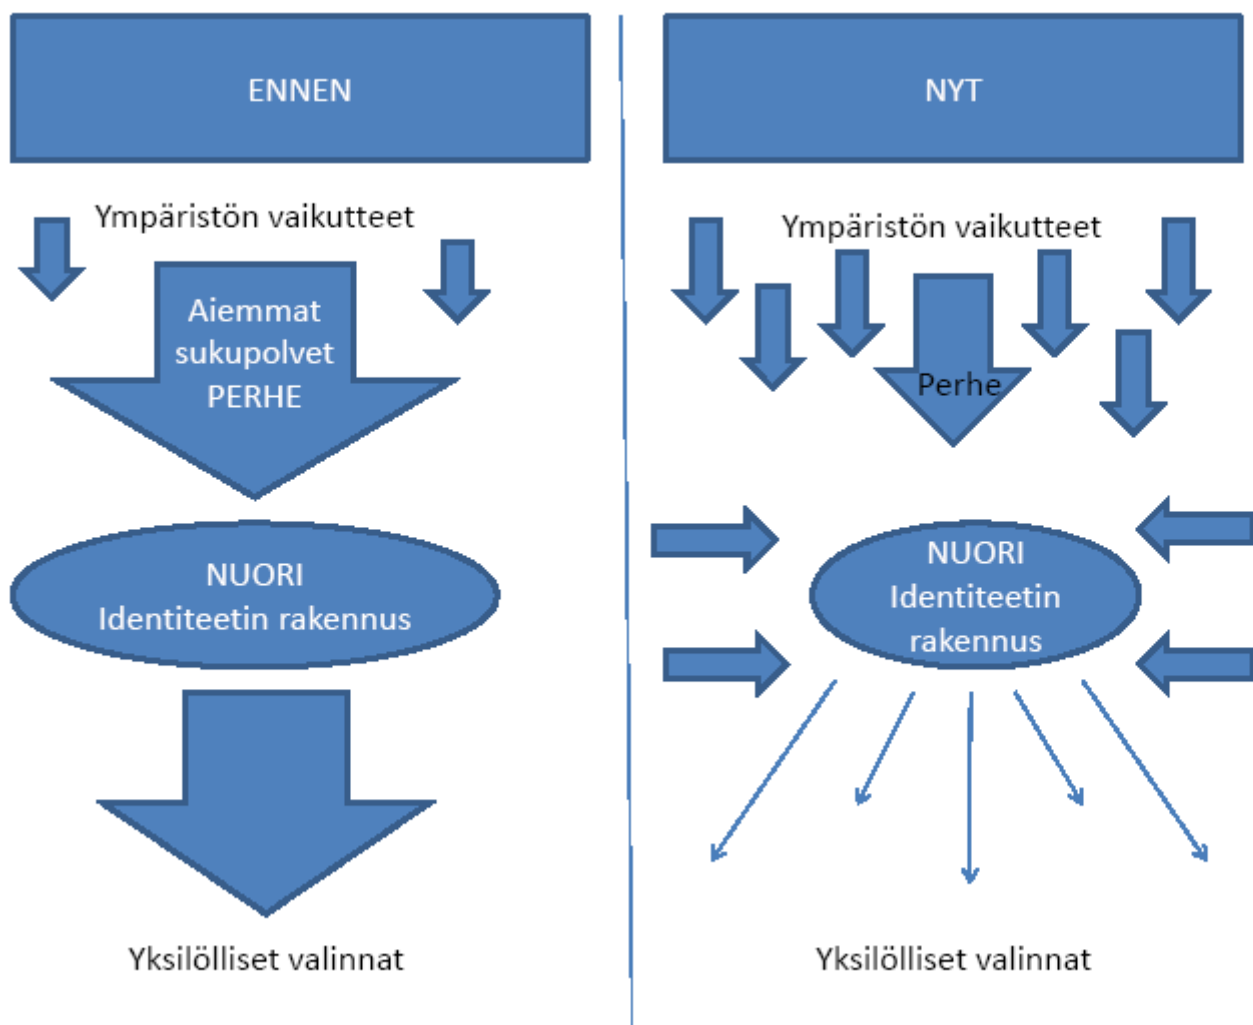 ENNEN
Ympäristön vaikutteet
Aiemmat
sukupolvet
PERHE
NUORI
Identiteetin rakennus
Yksilölliset valinnat
NYT
Ympäristön vaikutteet
Perhe
NUORI
Identiteetin
rakennus
Yksilölliset valinnat